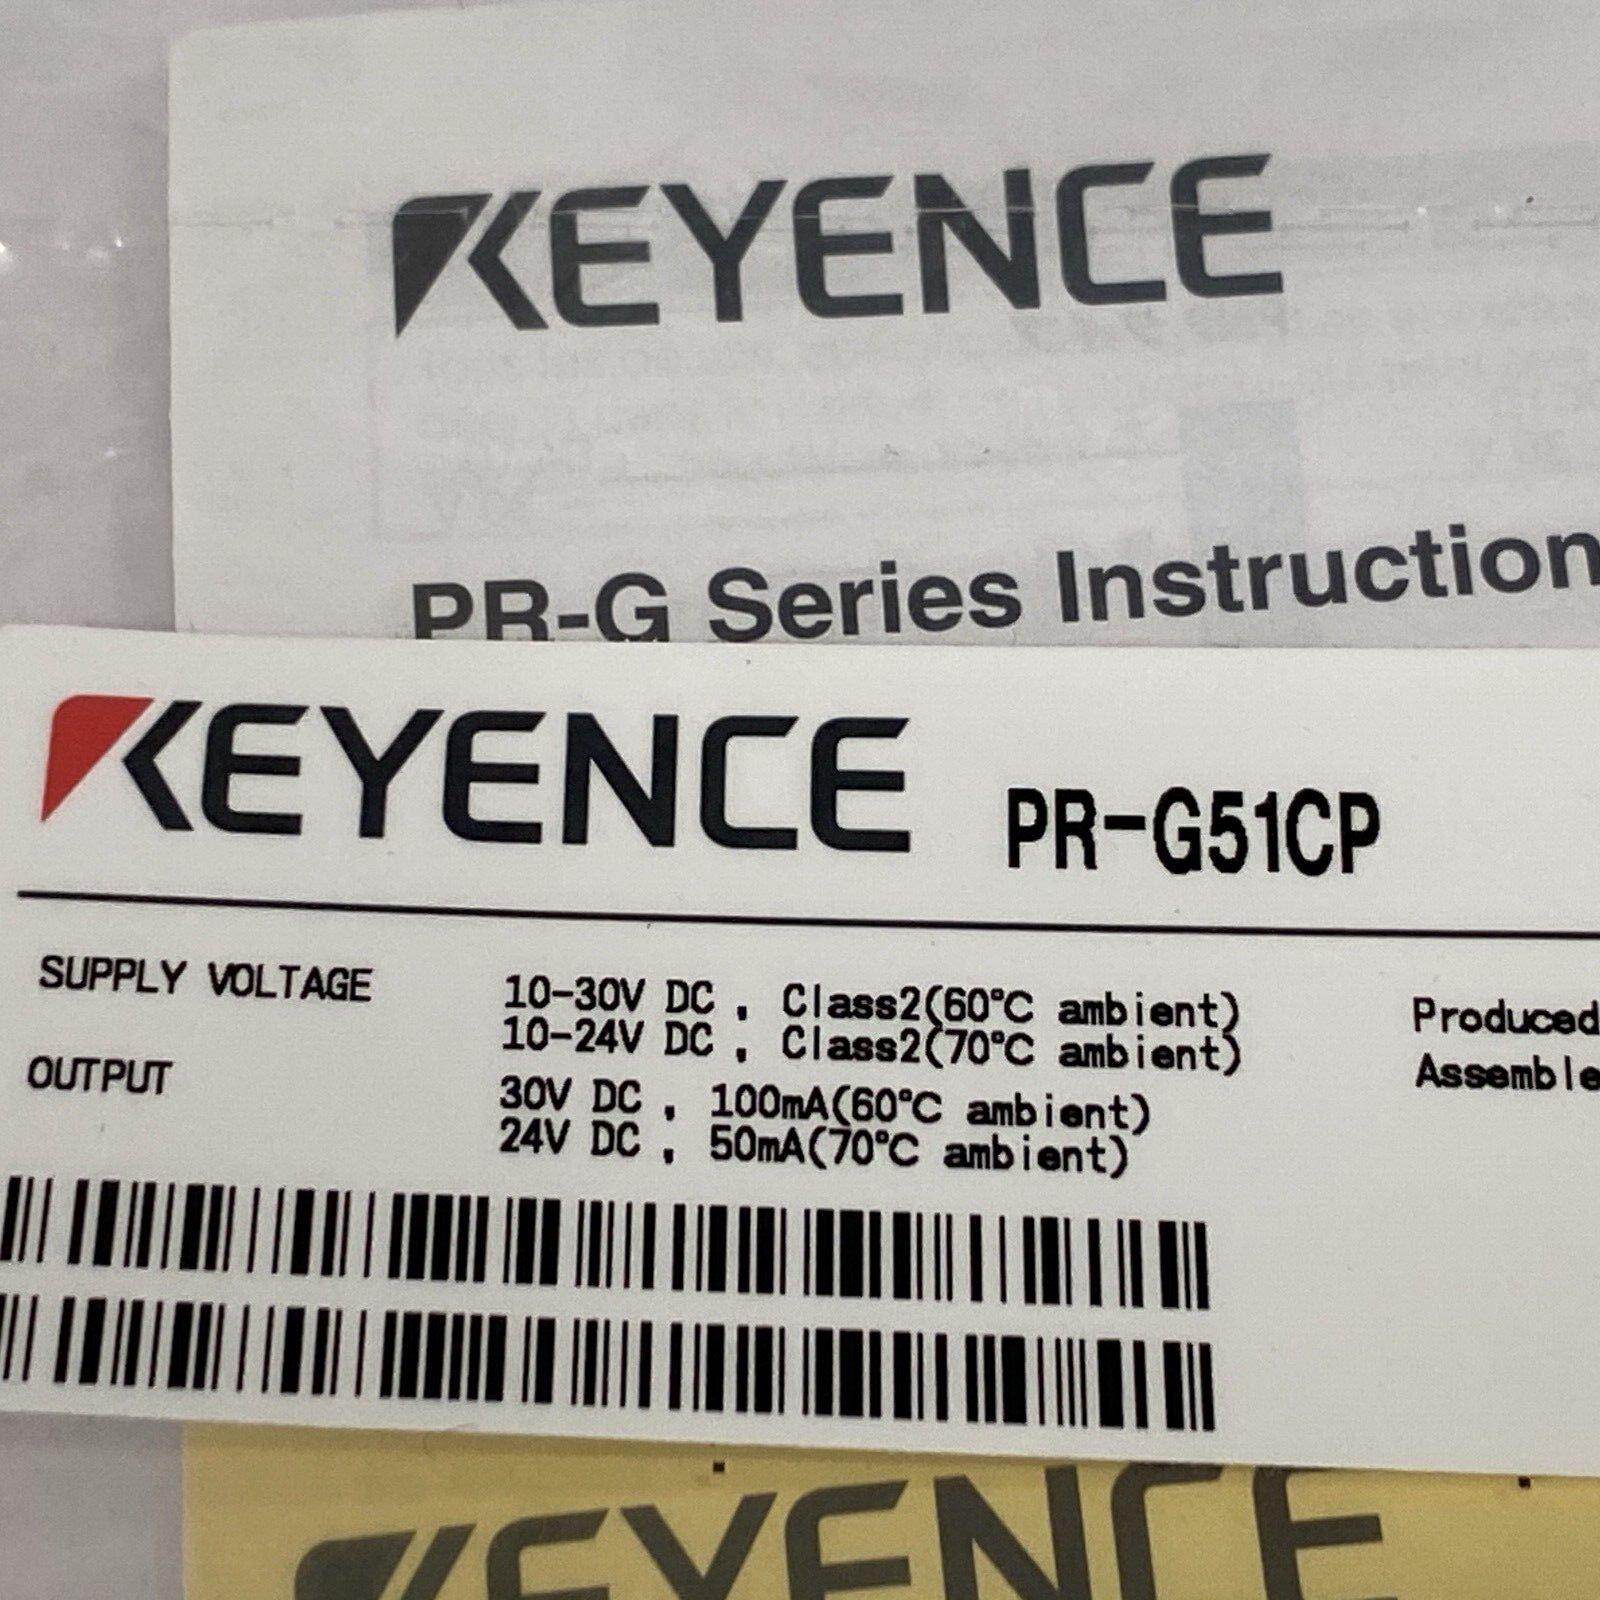 KEYENCE
PR-G Series Instruction
KEYENCE PR-G51CP
SUPPLY VOLTAGE 10-30V DC , Class2(60°C ambient) Produced
10-24V DC , Class2(70°C ambient) Assemble
OUTPUT 30V DC , 100mA(60°C ambient)
24V DC , 50mA(70°C ambient)
KEYENCE